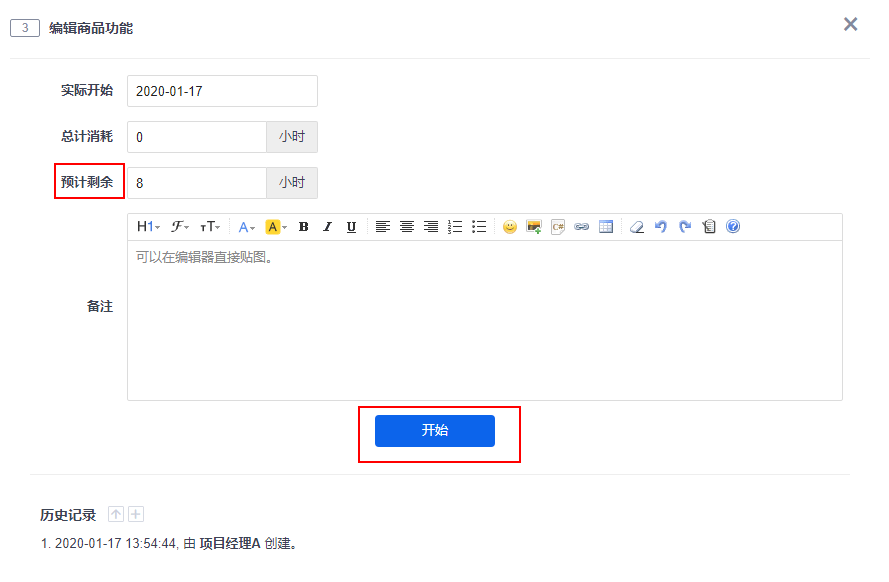 3 编辑商品功能
实际开始 2020-01-17
总计消耗 0 小时
预计剩余 8 小时
H1 F TT A A B I U C#
可以在编辑器直接贴图。
备注
开始
历史记录
1. 2020-01-17 13:54:44, 由 项目经理A 创建。